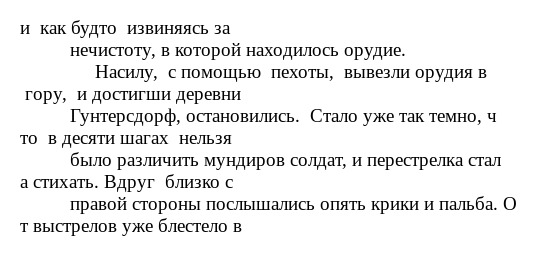 и  как будто  извиняясь за
нечистоту, в которой находилось орудие.
Насилу,  с помощью  пехоты,  вывезли орудия в
гору,  и достигши деревни
Гунтерсдорф, остановились.  Стало уже так темно, ч
то  в десяти шагах  нельзя
было различить мундиров солдат, и перестрелка стал
а стихать. Вдруг  близко с
правой стороны послышались опять крики и пальба. О
т выстрелов уже блестело в